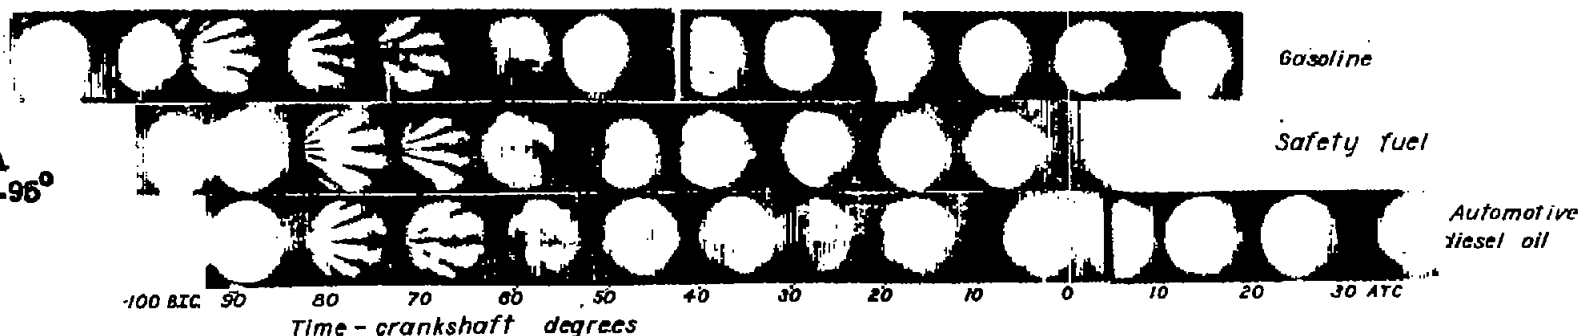 Gasoline
Safety fuel
-95°
Automotive
diesel oil
-100 B.T.C. 90 80 70 60 50 40 30 20 10 0 10 20 30 ATC
Time - crankshaft degrees